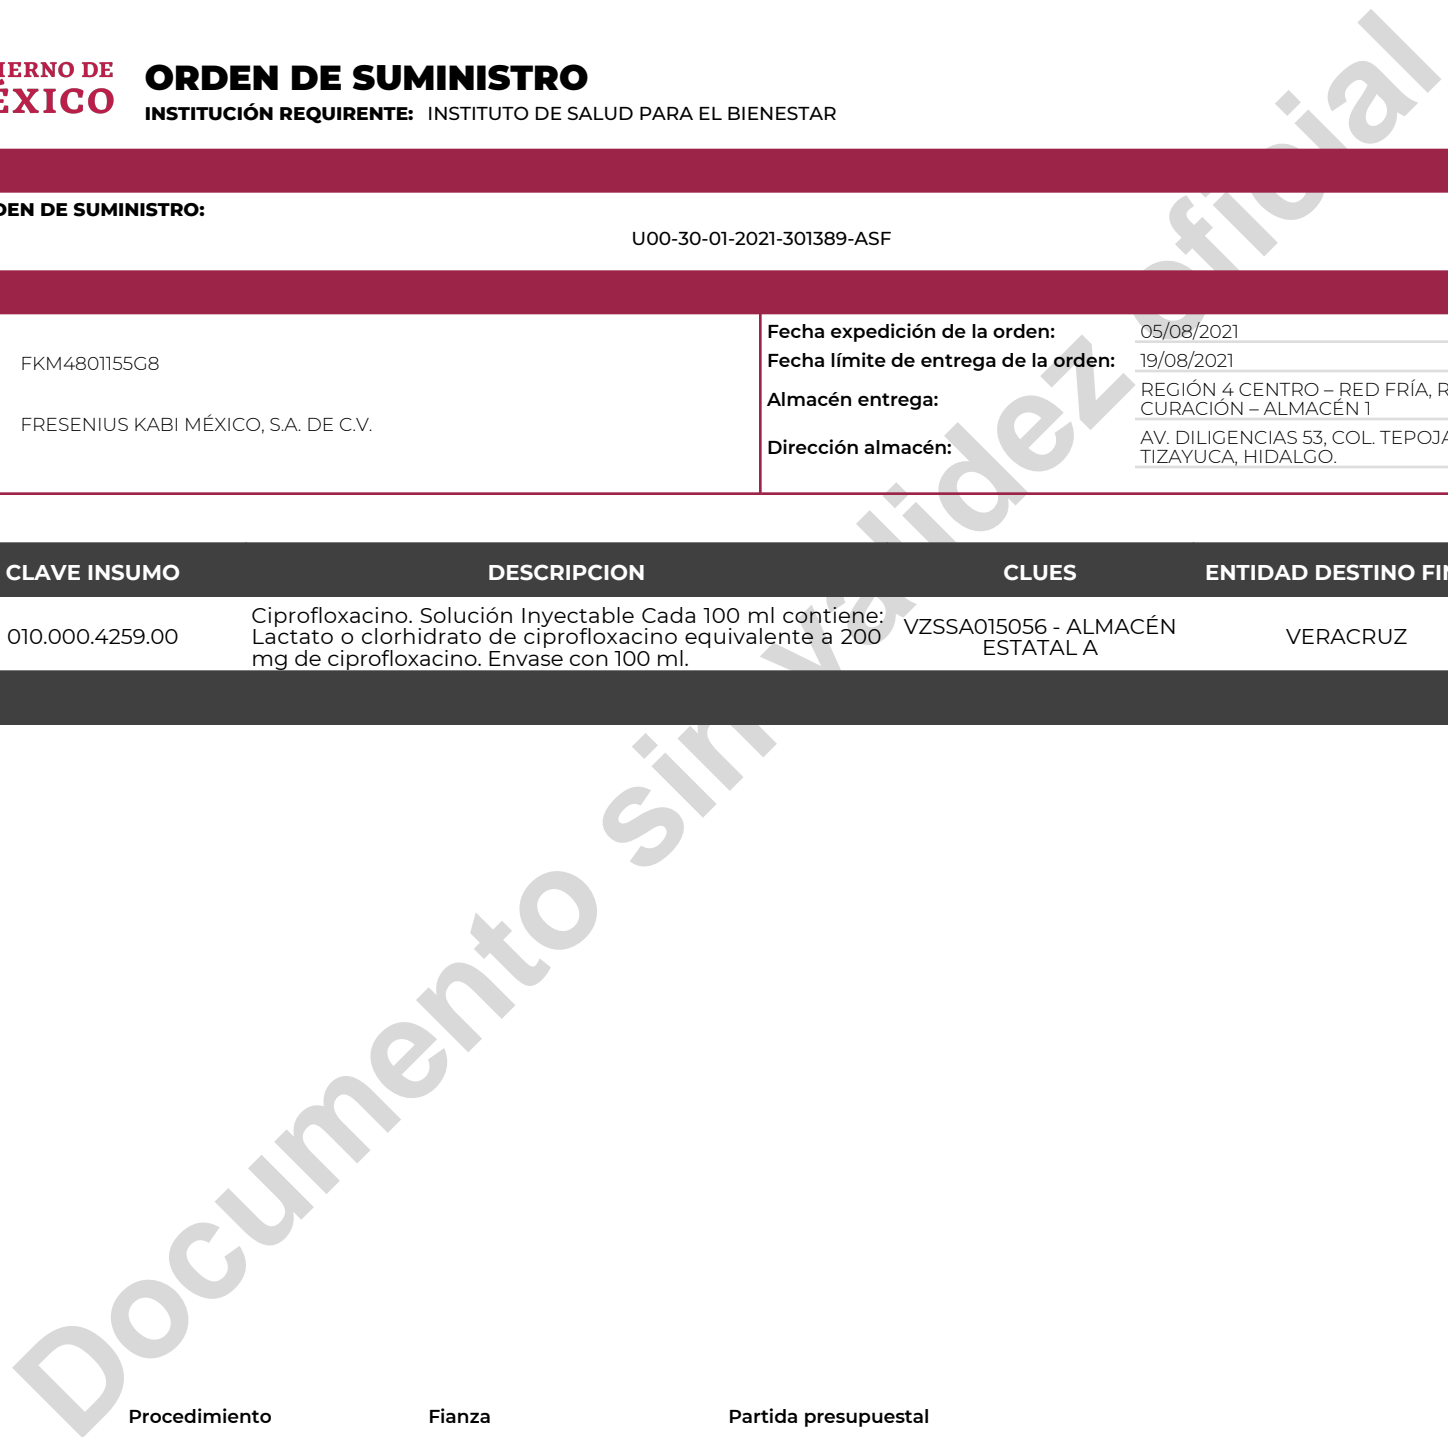 IERNO DE
ÉXICO
ORDEN DE SUMINISTRO
INSTITUCIÓN REQUIRENTE: INSTITUTO DE SALUD PARA EL BIENESTAR
DEN DE SUMINISTRO:
U00-30-01-2021-301389-ASF
FKM4801155G8
FRESENIUS KABI MÉXICO, S.A. DE C.V.
Fecha expedición de la orden: 05/08/2021
Fecha límite de entrega de la orden: 19/08/2021
Almacén entrega: REGIÓN 4 CENTRO – RED FRÍA, R
CURACIÓN – ALMACÉN 1
Dirección almacén: AV. DILIGENCIAS 53, COL. TEPOJA
TIZAYUCA, HIDALGO.
CLAVE INSUMO DESCRIPCION CLUES ENTIDAD DESTINO FIN
010.000.4259.00
Ciprofloxacino. Solución Inyectable Cada 100 ml contiene:
Lactato o clorhidrato de ciprofloxacino equivalente a 200
mg de ciprofloxacino. Envase con 100 ml.
VZSSA015056 - ALMACÉN
ESTATAL A
VERACRUZ
Documento sin validez oficial
Procedimiento Fianza Partida presupuestal